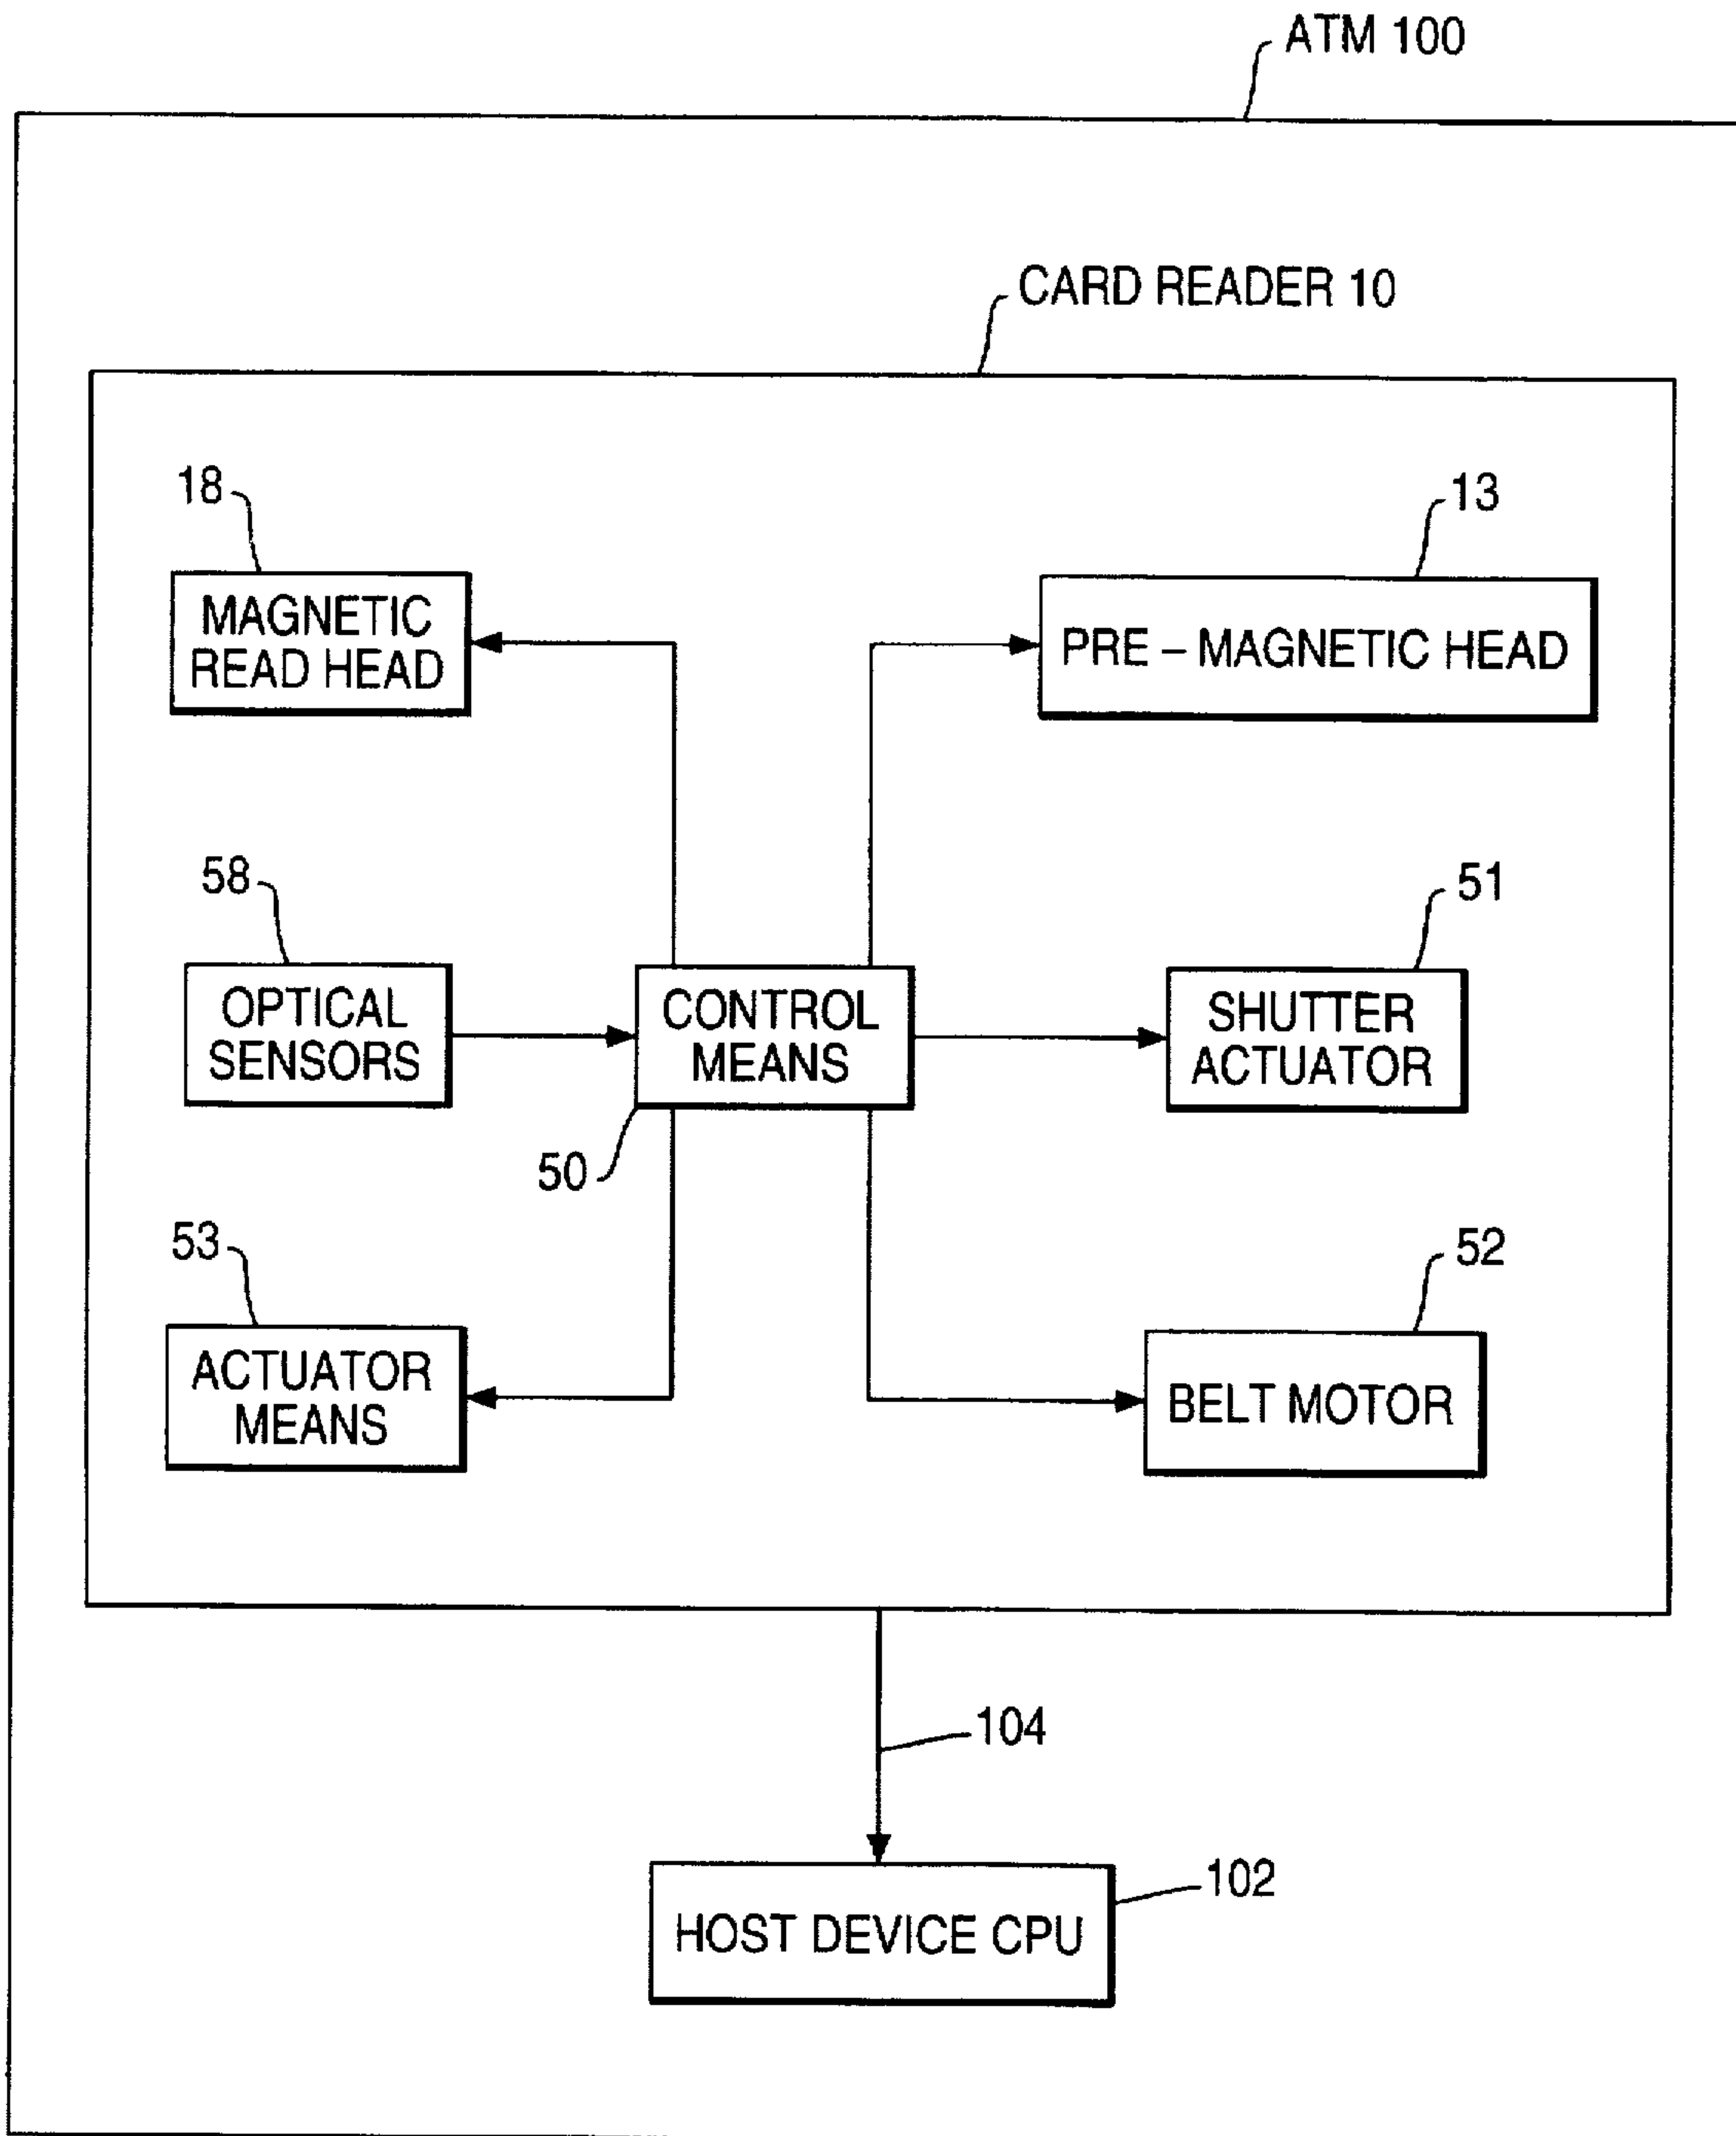 ATM 100
CARD READER 10
18
13
MAGNETIC
READ HEAD
PRE – MAGNETIC HEAD
58
51
OPTICAL
SENSORS
CONTROL
MEANS
SHUTTER
ACTUATOR
50
53
52
ACTUATOR
MEANS
BELT MOTOR
104
102
HOST DEVICE CPU